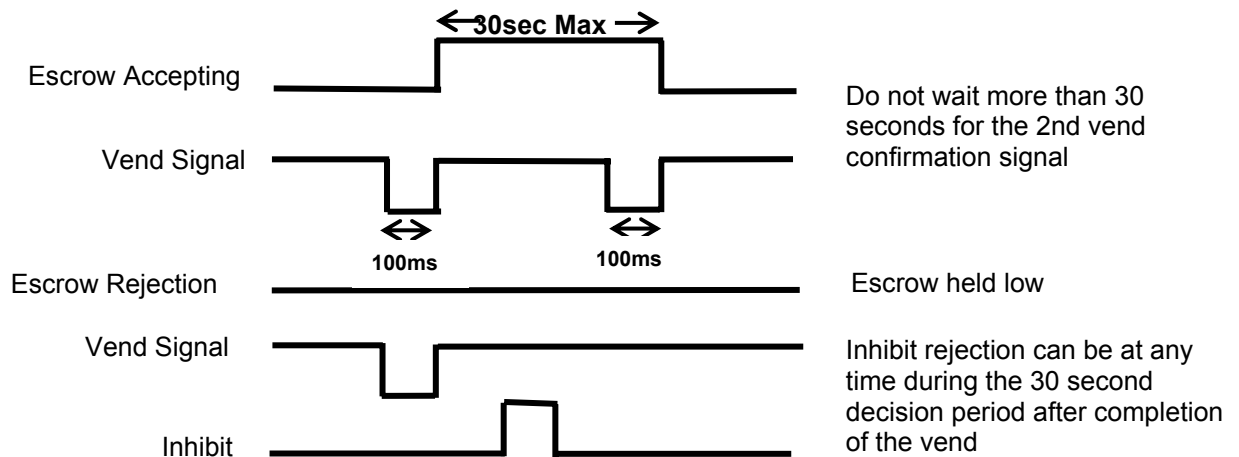 30sec Max
Escrow Accepting
Do not wait more than 30
seconds for the 2nd vend
confirmation signal
Vend Signal
100ms
100ms
Escrow Rejection
Escrow held low
Vend Signal
Inhibit rejection can be at any
time during the 30 second
decision period after completion
of the vend
Inhibit